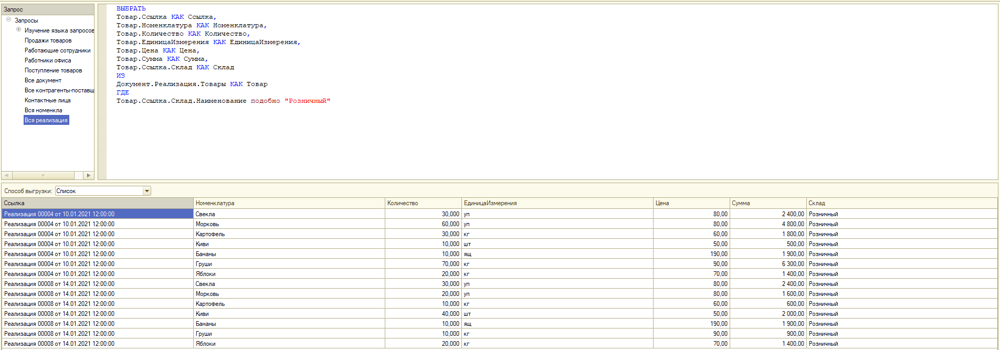 Запрос
Запросы
Изучение языка запросов
Продажи товаров
Работающие сотрудники
Работники офиса
Поступление товаров
Все документ
Все контрагенты-поставщ
Контактные лица
Вся номенкла
Вся реализация
ВЫБРАТЬ
Товар.Ссылка КАК Ссылка,
Товар.Номенклатура КАК Номенклатура,
Товар.Количество КАК Количество,
Товар.ЕдиницаИзмерения КАК ЕдиницаИзмерения,
Товар.Цена КАК Цена,
Товар.Сумма КАК Сумма,
Товар.Ссылка.Склад КАК Склад
ИЗ
Документ.Реализация.Товары КАК Товар
ГДЕ
Товар.Ссылка.Склад.Наименование подобно "Розничный"
Способ выгрузки: Список
Ссылка Номенклатура Количество ЕдиницаИзмерения Цена Сумма Склад
Реализация 00004 от 10.01.2021 12:00:00 Свекла 30,000 уп 80,00 2 400,00 Розничный
Реализация 00004 от 10.01.2021 12:00:00 Морковь 60,000 уп 80,00 4 800,00 Розничный
Реализация 00004 от 10.01.2021 12:00:00 Картофель 30,000 кг 60,00 1 800,00 Розничный
Реализация 00004 от 10.01.2021 12:00:00 Киви 10,000 шт 50,00 500,00 Розничный
Реализация 00004 от 10.01.2021 12:00:00 Бананы 10,000 ящ 190,00 1 900,00 Розничный
Реализация 00004 от 10.01.2021 12:00:00 Груши 70,000 кг 90,00 6 300,00 Розничный
Реализация 00004 от 10.01.2021 12:00:00 Яблоки 20,000 кг 70,00 1 400,00 Розничный
Реализация 00008 от 14.01.2021 12:00:00 Свекла 30,000 уп 80,00 2 400,00 Розничный
Реализация 00008 от 14.01.2021 12:00:00 Морковь 20,000 уп 80,00 1 600,00 Розничный
Реализация 00008 от 14.01.2021 12:00:00 Картофель 10,000 кг 60,00 600,00 Розничный
Реализация 00008 от 14.01.2021 12:00:00 Киви 40,000 шт 50,00 2 000,00 Розничный
Реализация 00008 от 14.01.2021 12:00:00 Бананы 10,000 ящ 190,00 1 900,00 Розничный
Реализация 00008 от 14.01.2021 12:00:00 Груши 10,000 кг 90,00 900,00 Розничный
Реализация 00008 от 14.01.2021 12:00:00 Яблоки 20,000 кг 70,00 1 400,00 Розничный